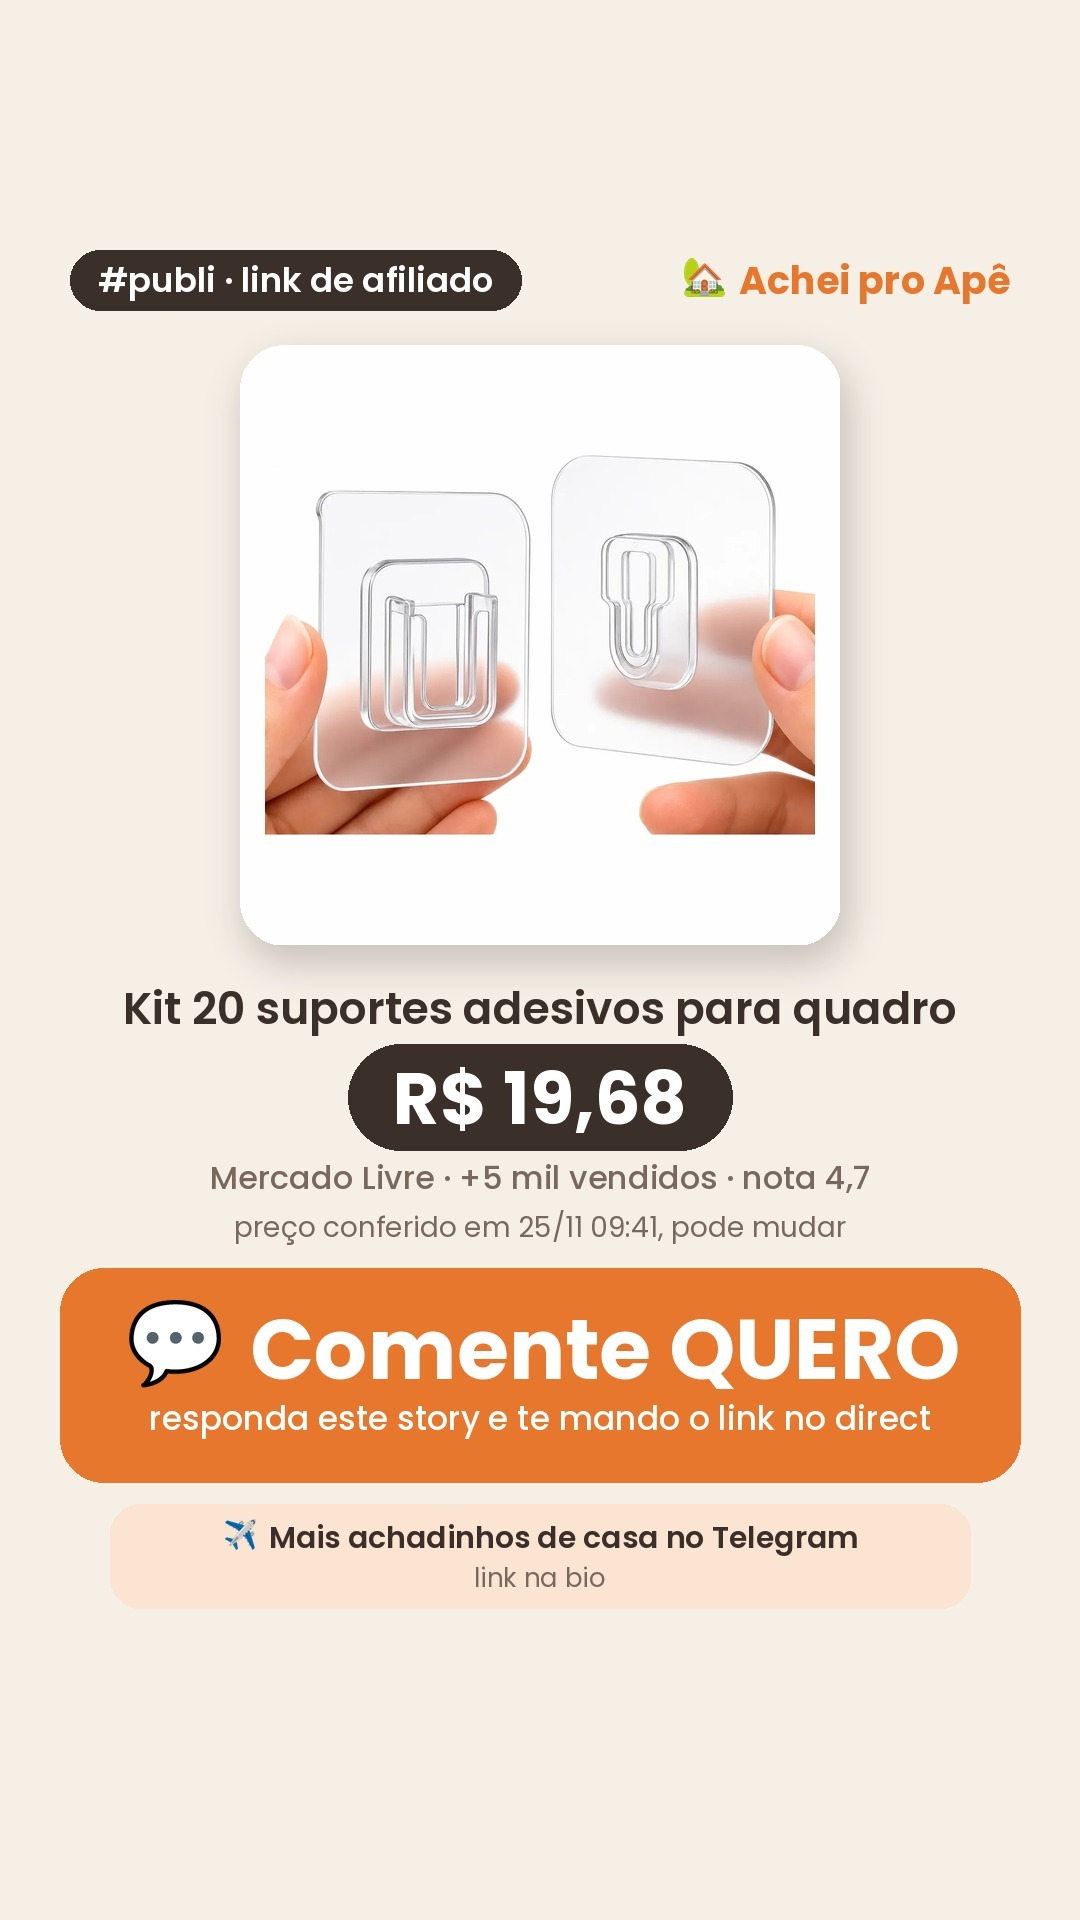 #publi · link de afiliado
🏡 Achei pro Apê
Kit 20 suportes adesivos para quadro
R$ 19,68
Mercado Livre · +5 mil vendidos · nota 4,7
preço conferido em 25/11 09:41, pode mudar
💬 Comente QUERO
responda este story e te mando o link no direct
✈️ Mais achadinhos de casa no Telegram
link na bio